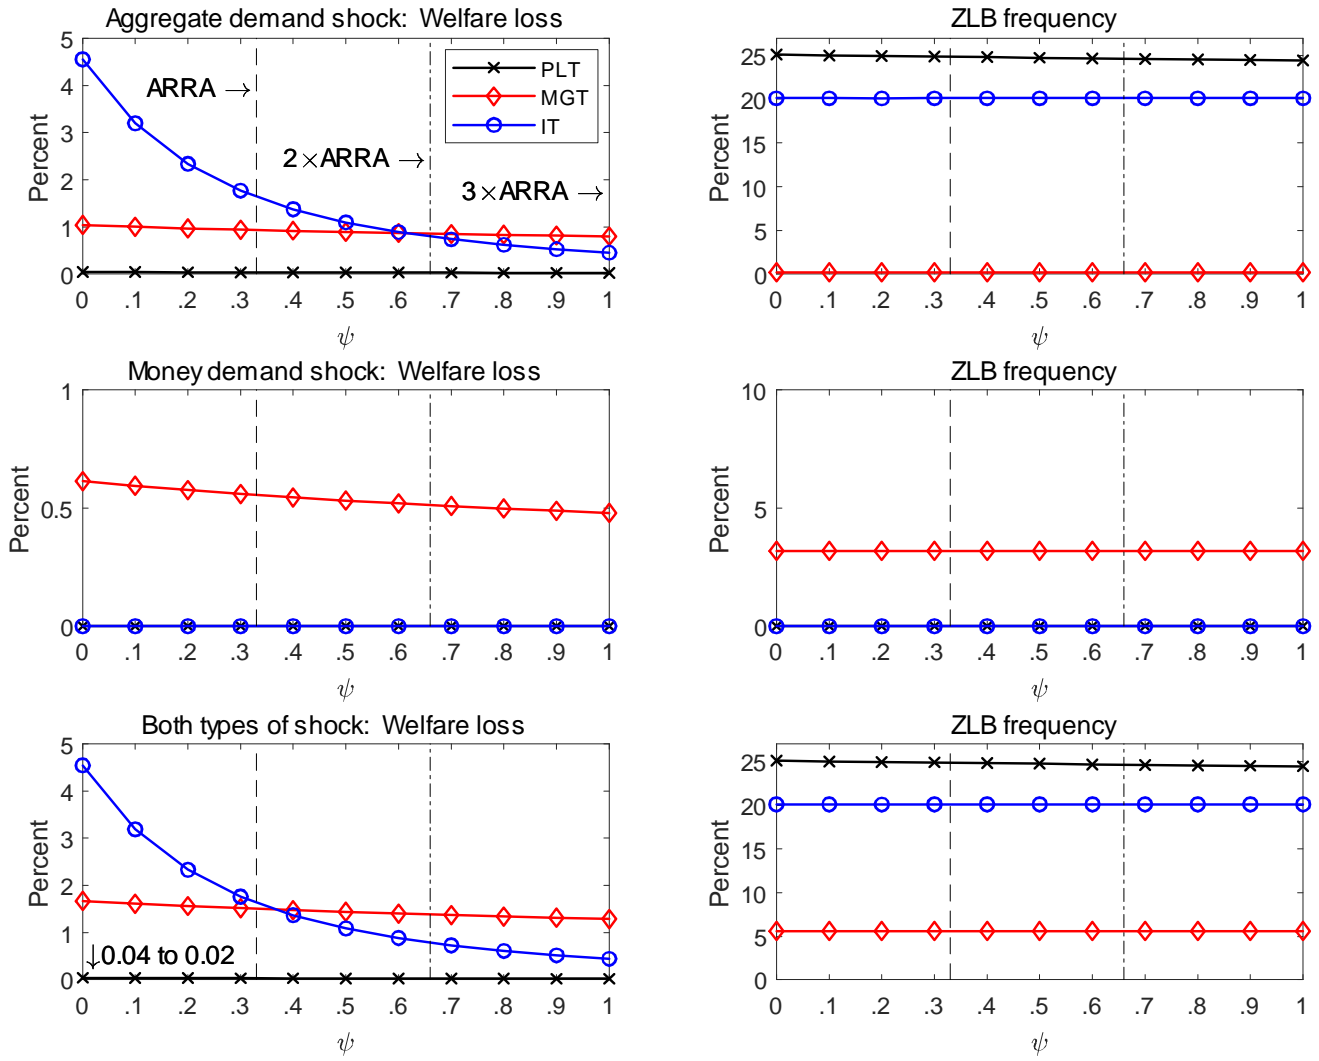 Aggregate demand shock: Welfare loss
5
4
3
2
1
0
Percent
ARRA →
2×ARRA →
3×ARRA →
PLT
MGT
IT
0 .1 .2 .3 .4 .5 .6 .7 .8 .9 1
ψ
ZLB frequency
25
20
15
10
5
0
Percent
0 .1 .2 .3 .4 .5 .6 .7 .8 .9 1
ψ
Money demand shock: Welfare loss
1
0.5
0
Percent
0 .1 .2 .3 .4 .5 .6 .7 .8 .9 1
ψ
ZLB frequency
10
5
0
Percent
0 .1 .2 .3 .4 .5 .6 .7 .8 .9 1
ψ
Both types of shock: Welfare loss
5
4
3
2
1
0
Percent
↓0.04 to 0.02
0 .1 .2 .3 .4 .5 .6 .7 .8 .9 1
ψ
ZLB frequency
25
20
15
10
5
0
Percent
0 .1 .2 .3 .4 .5 .6 .7 .8 .9 1
ψ